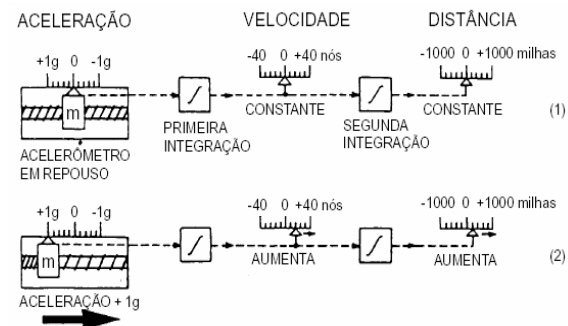 ACELERAÇÃO
VELOCIDADE
DISTÂNCIA
+1g 0 -1g
-40 0 +40 nós
-1000 0 +1000 milhas
m
∫
CONSTANTE
∫
CONSTANTE
(1)
PRIMEIRA
INTEGRAÇÃO
SEGUNDA
INTEGRAÇÃO
ACELERÔMETRO
EM REPOUSO
+1g 0 -1g
-40 0 +40 nós
-1000 0 +1000 milhas
m
∫
AUMENTA
∫
AUMENTA
(2)
ACELERAÇÃO + 1g